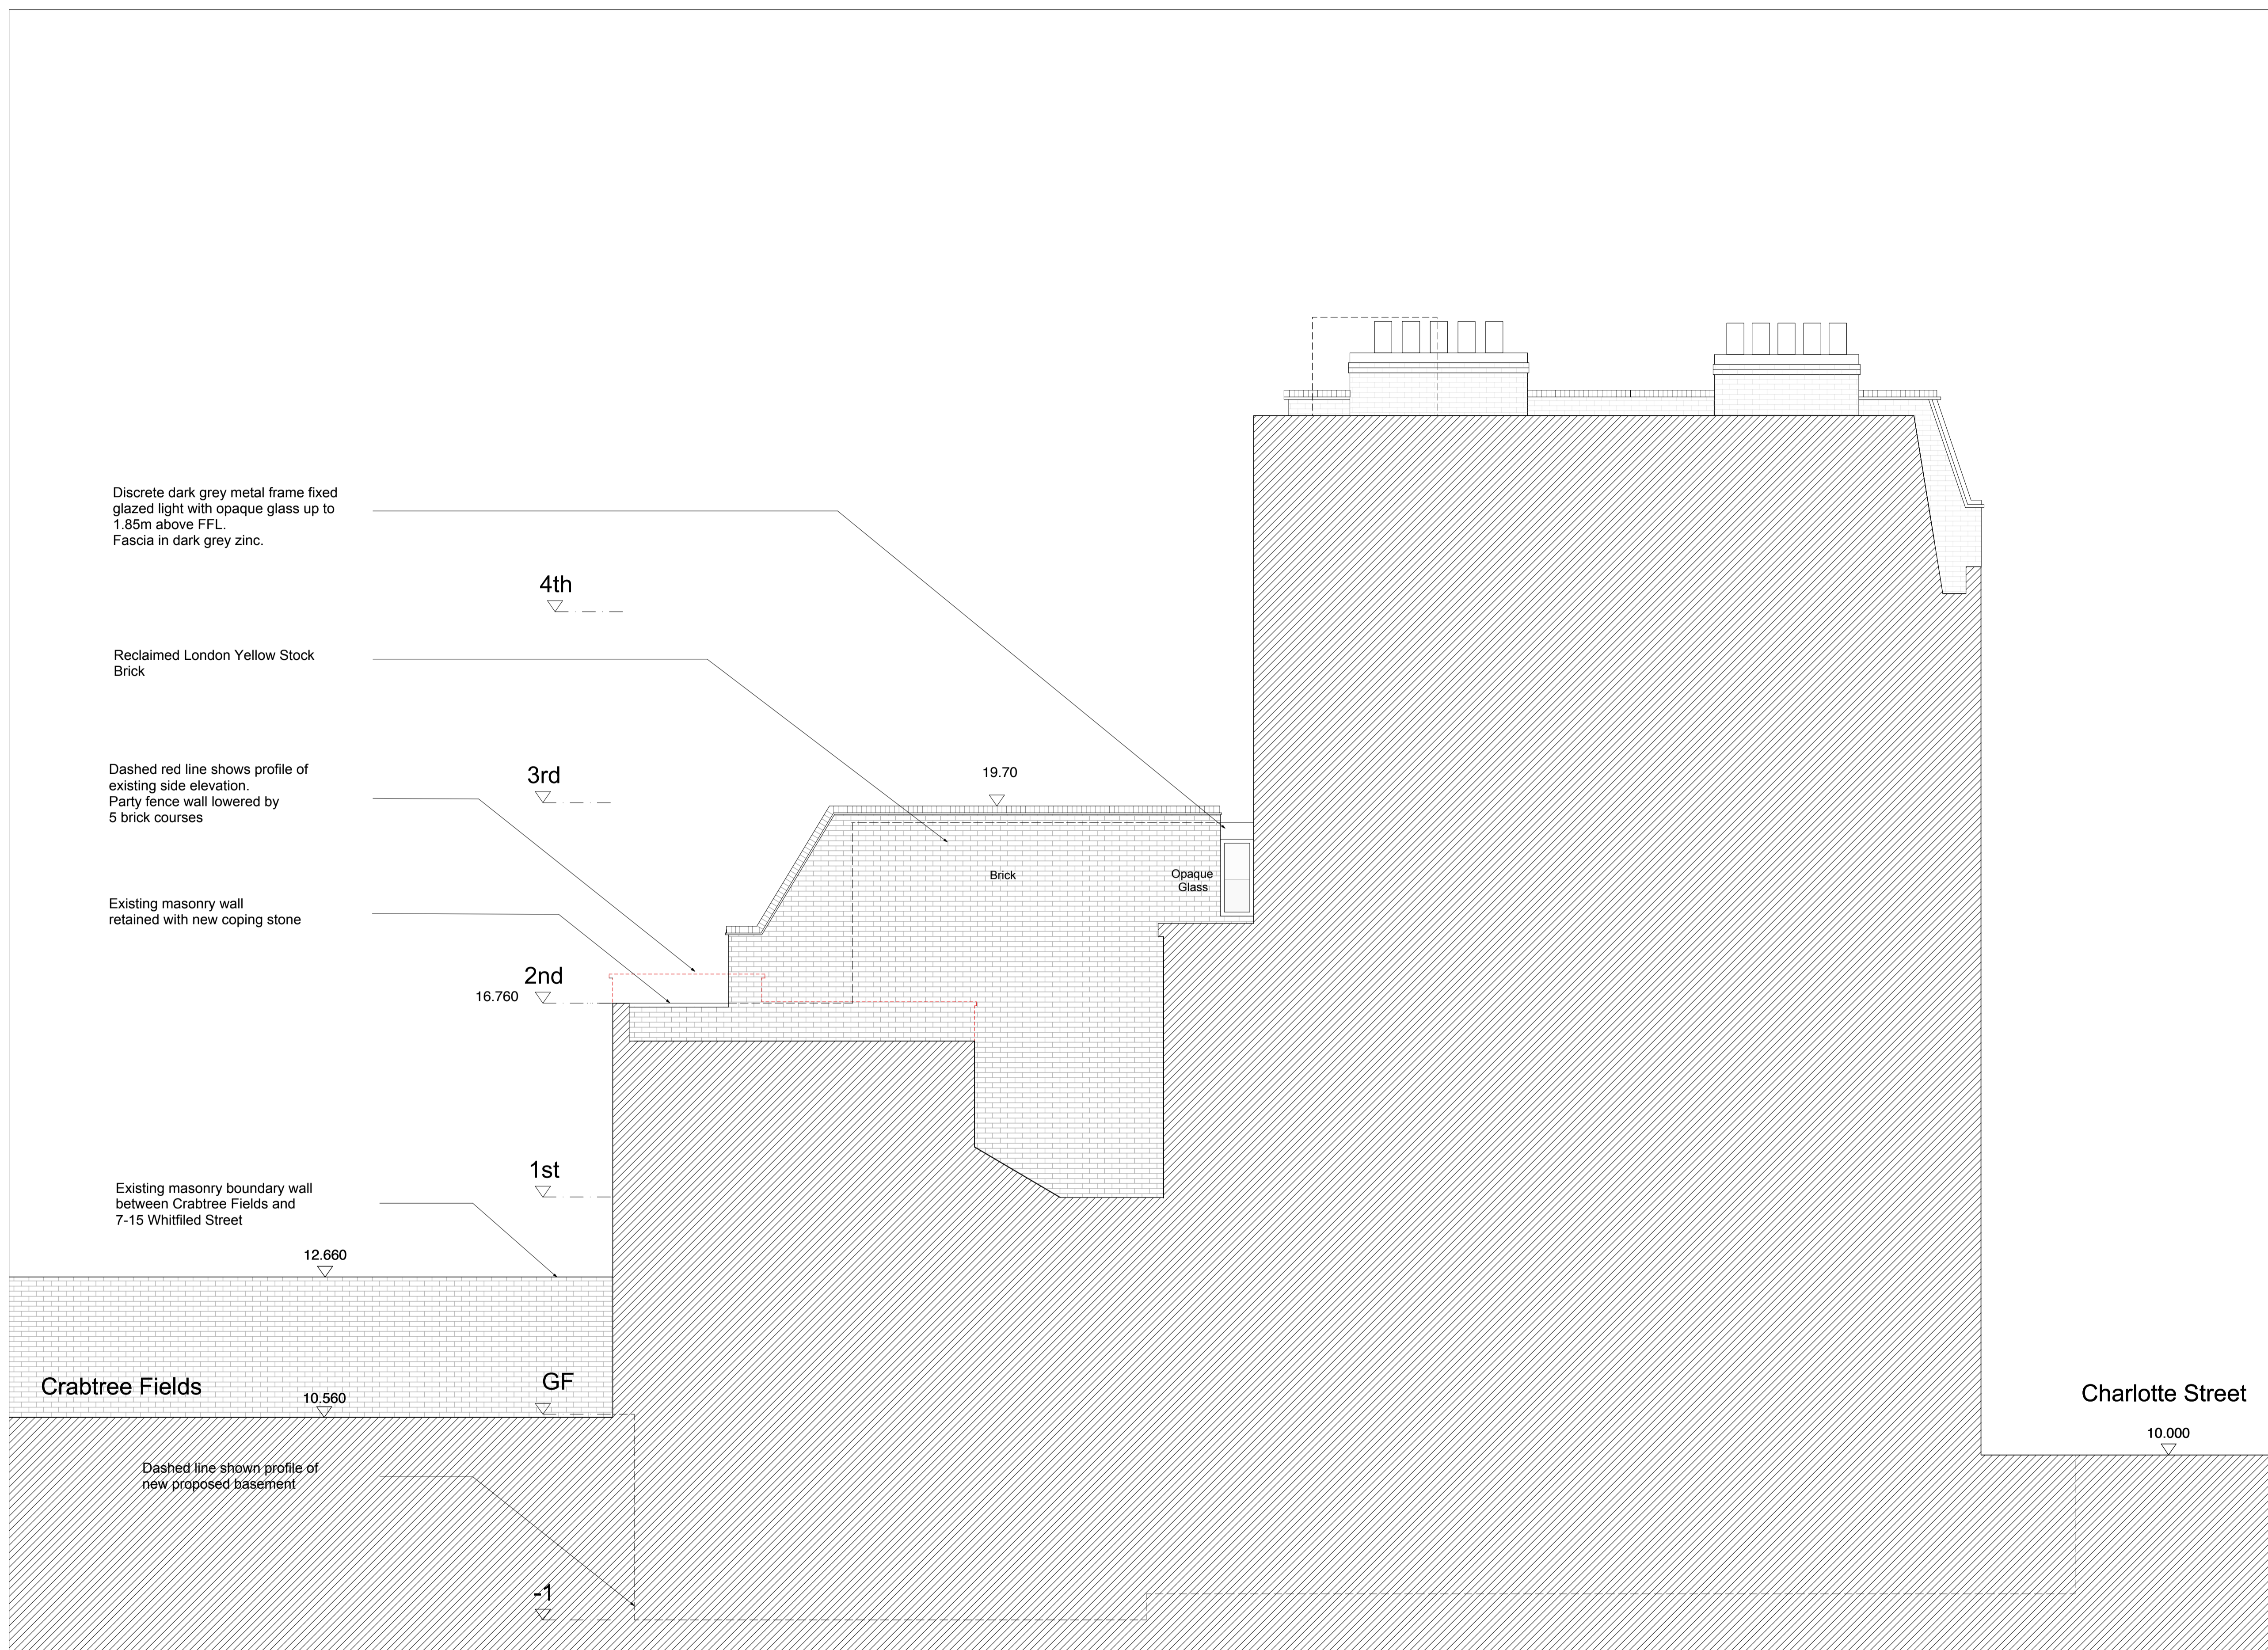 Discrete dark grey metal frame fixed
glazed light with opaque glass up to
1.85m above FFL.
Fascia in dark grey zinc.
4th
Reclaimed London Yellow Stock
Brick
Dashed red line shows profile of
existing side elevation.
Party fence wall lowered by
5 brick courses
3rd
19.70
Brick
Opaque
Glass
Existing masonry wall
retained with new coping stone
2nd
16.760
1st
Existing masonry boundary wall
between Crabtree Fields and
7-15 Whitfiled Street
12.660
Crabtree Fields
10.560
GF
Charlotte Street
10.000
Dashed line shown profile of
new proposed basement
-1